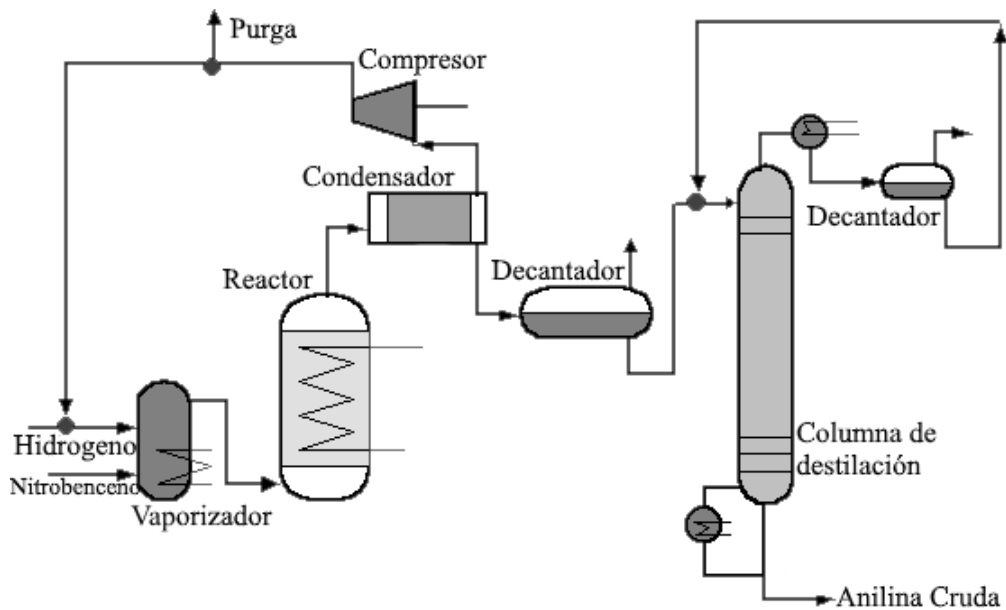 Purga
Compresor
Condensador
Decantador
Reactor
Decantador
Hidrogeno
Nitrobenceno
Vaporizador
Columna de
destilación
Anilina Cruda